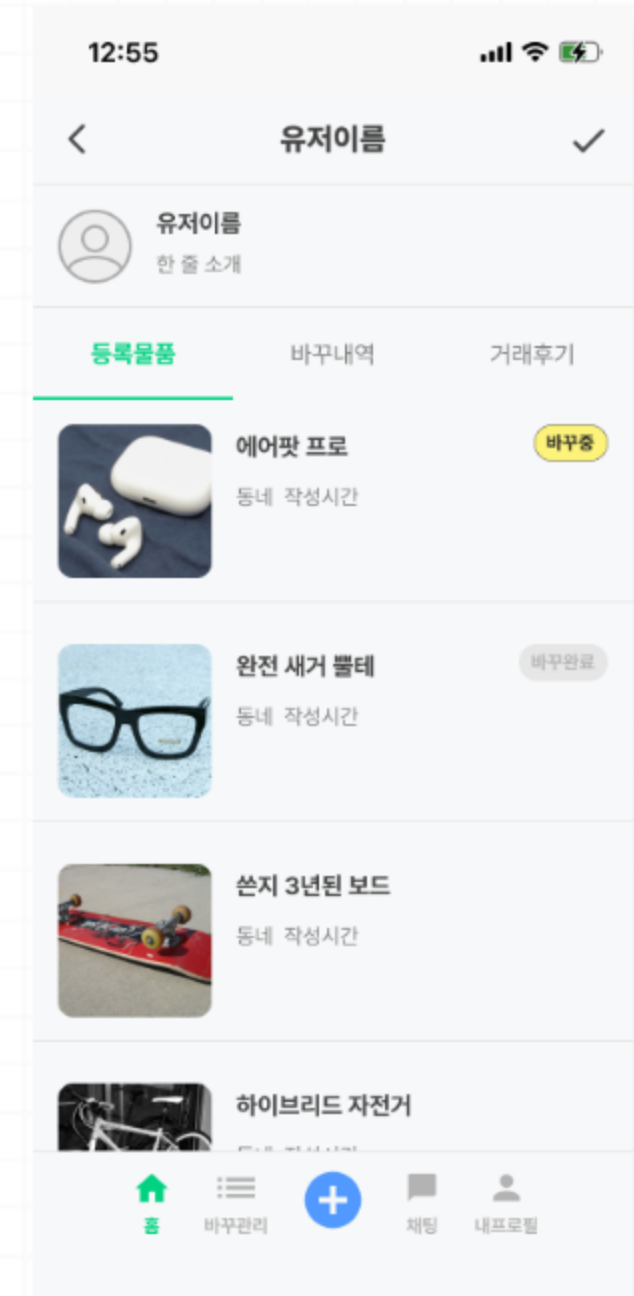 12:55
유저이름
유저이름
한 줄 소개
등록물품 바꾸내역 거래후기
에어팟 프로 바꾸중
동네 작성시간
완전 새거 뿔테 바꾸완료
동네 작성시간
쓴지 3년된 보드
동네 작성시간
하이브리드 자전거
홈 바꾸관리 채팅 내프로필